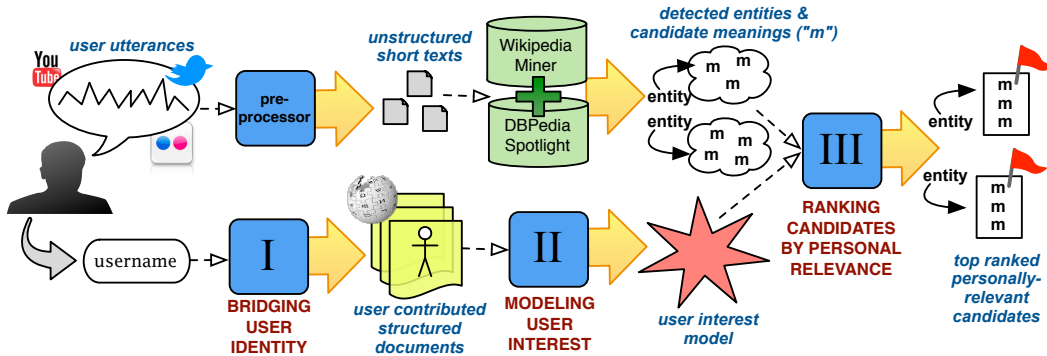 user utterances
You
Tube
pre-
processor
unstructured
short texts
Wikipedia
Miner
DBPedia
Spotlight
detected entities &
candidate meanings ("m")
m
m
m
entity
entity
m
m
m
m
III
RANKING
CANDIDATES
BY PERSONAL
RELEVANCE
entity
m
m
m
entity
m
m
m
top ranked
personally-
relevant
candidates
username
I
BRIDGING
USER
IDENTITY
user contributed
structured
documents
II
MODELING
USER
INTEREST
user interest
model